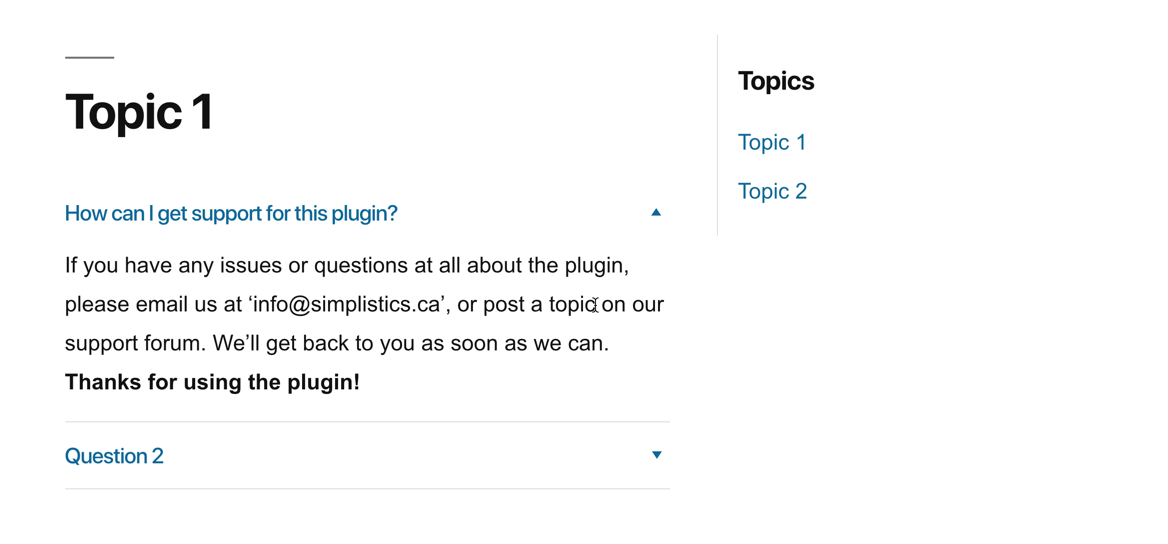 Topic 1
How can I get support for this plugin?
If you have any issues or questions at all about the plugin,
please email us at ‘info@simplistics.ca’, or post a topic on our
support forum. We’ll get back to you as soon as we can.
Thanks for using the plugin!
Question 2
Topics
Topic 1
Topic 2